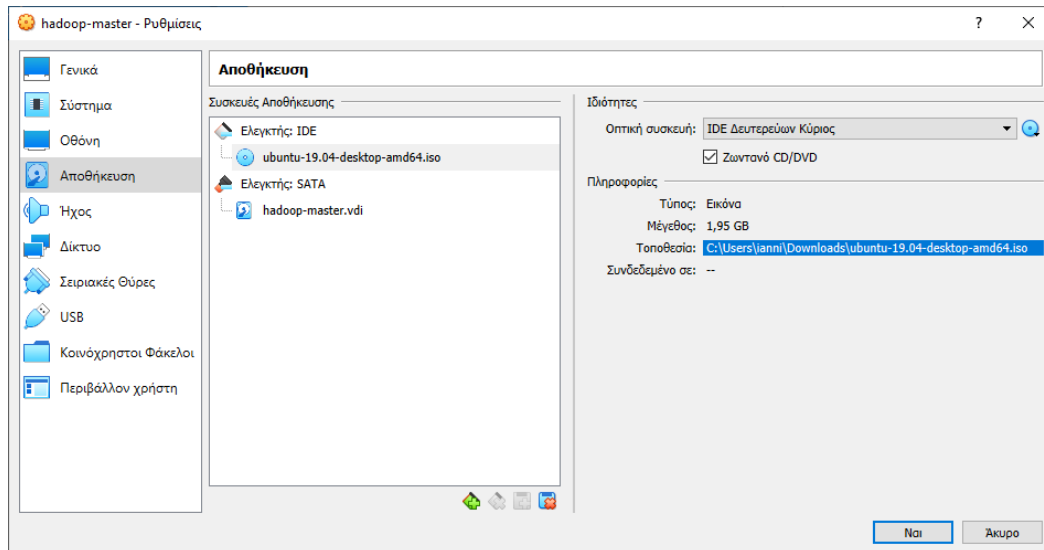 hadoop-master - Ρυθμίσεις
? ×
Γενικά
Σύστημα
Οθόνη
Αποθήκευση
Ήχος
Δίκτυο
Σειριακές Θύρες
USB
Κοινόχρηστοι Φάκελοι
Περιβάλλον χρήστη
Αποθήκευση
Συσκευές Αποθήκευσης
Ελεγκτής: IDE
ubuntu-19.04-desktop-amd64.iso
Ελεγκτής: SATA
hadoop-master.vdi
Ιδιότητες
Οπτική συσκευή: IDE Δευτερεύων Κύριος
Ζωντανό CD/DVD
Πληροφορίες
Τύπος: Εικόνα
Μέγεθος: 1,95 GB
Τοποθεσία: C:\Users\ianni\Downloads\ubuntu-19.04-desktop-amd64.iso
Συνδεδεμένο σε: --
Ναι Άκυρο